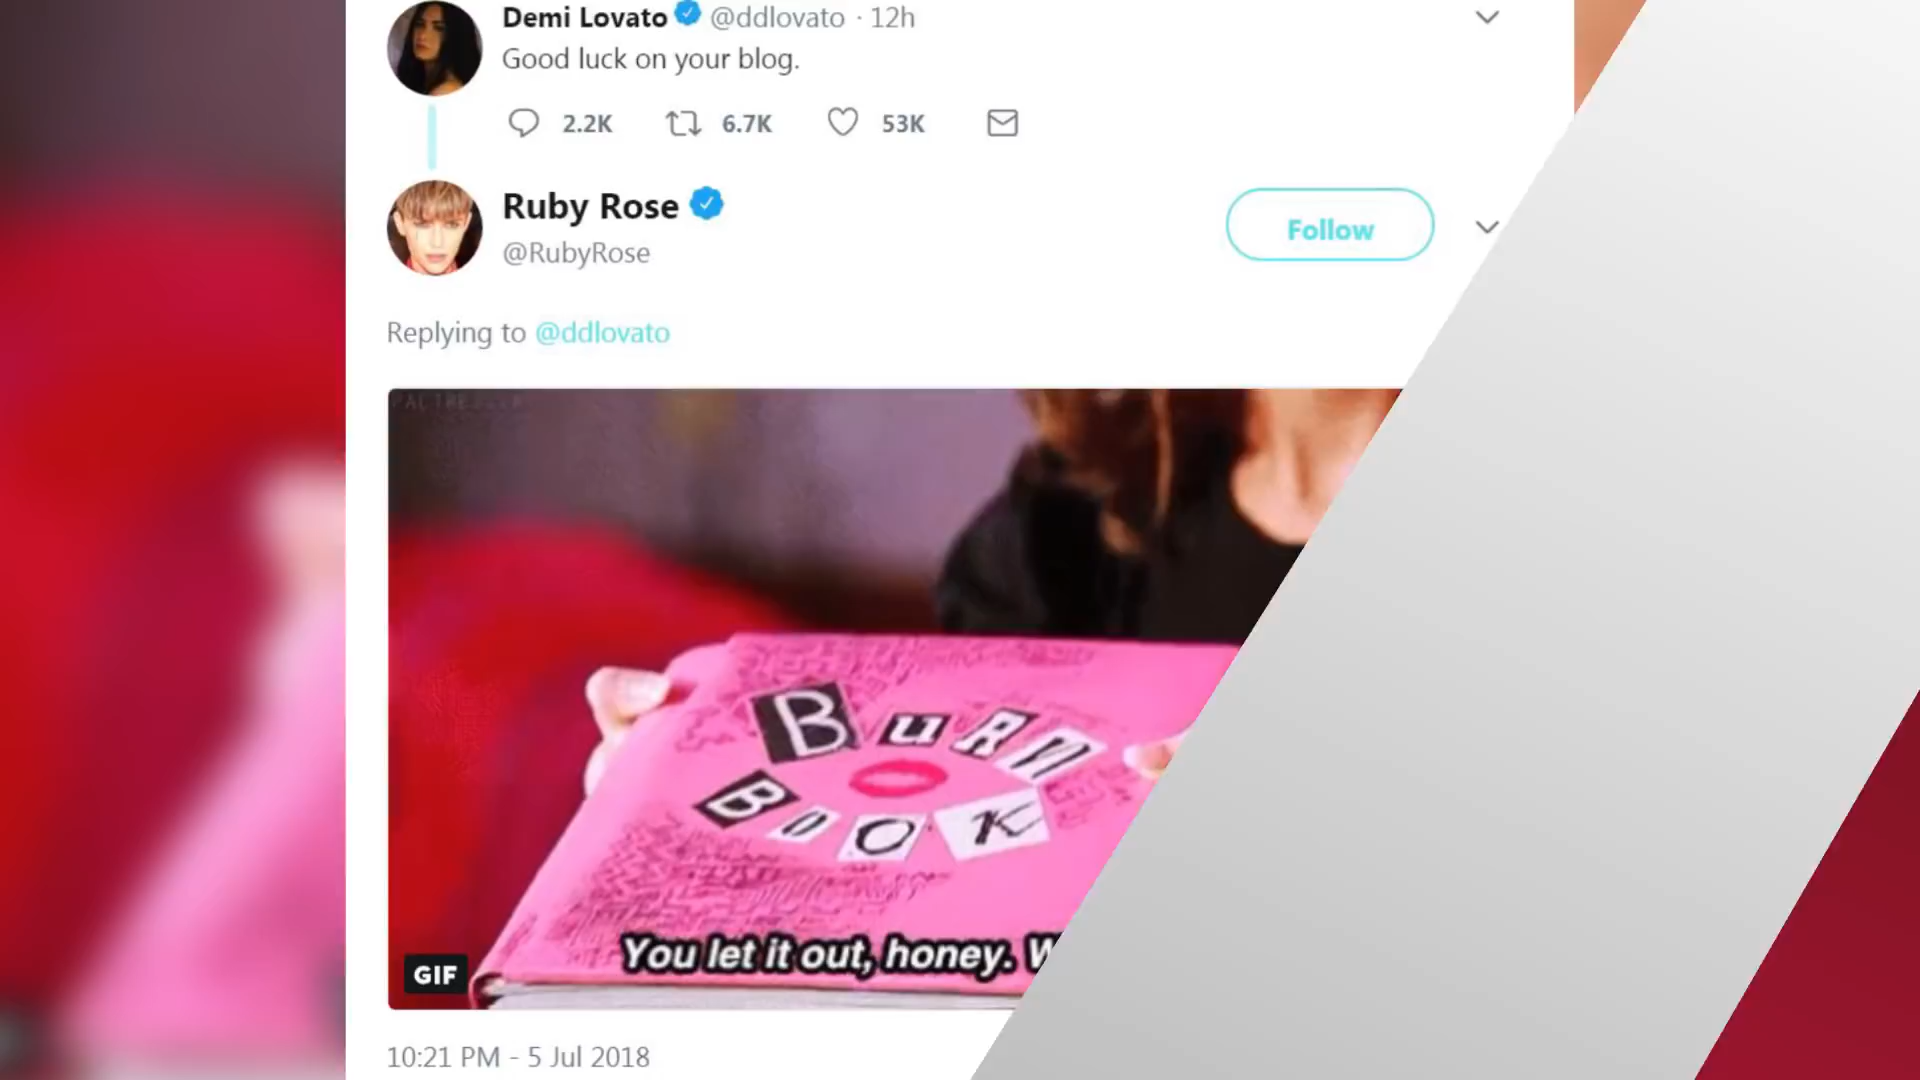 Demi Lovato @ddlovato · 12h
Good luck on your blog.
2.2K 6.7K 53K
Ruby Rose
@RubyRose
Follow
Replying to @ddlovato
BURN
BOOK
You let it out, honey.
GIF
10:21 PM - 5 Jul 2018